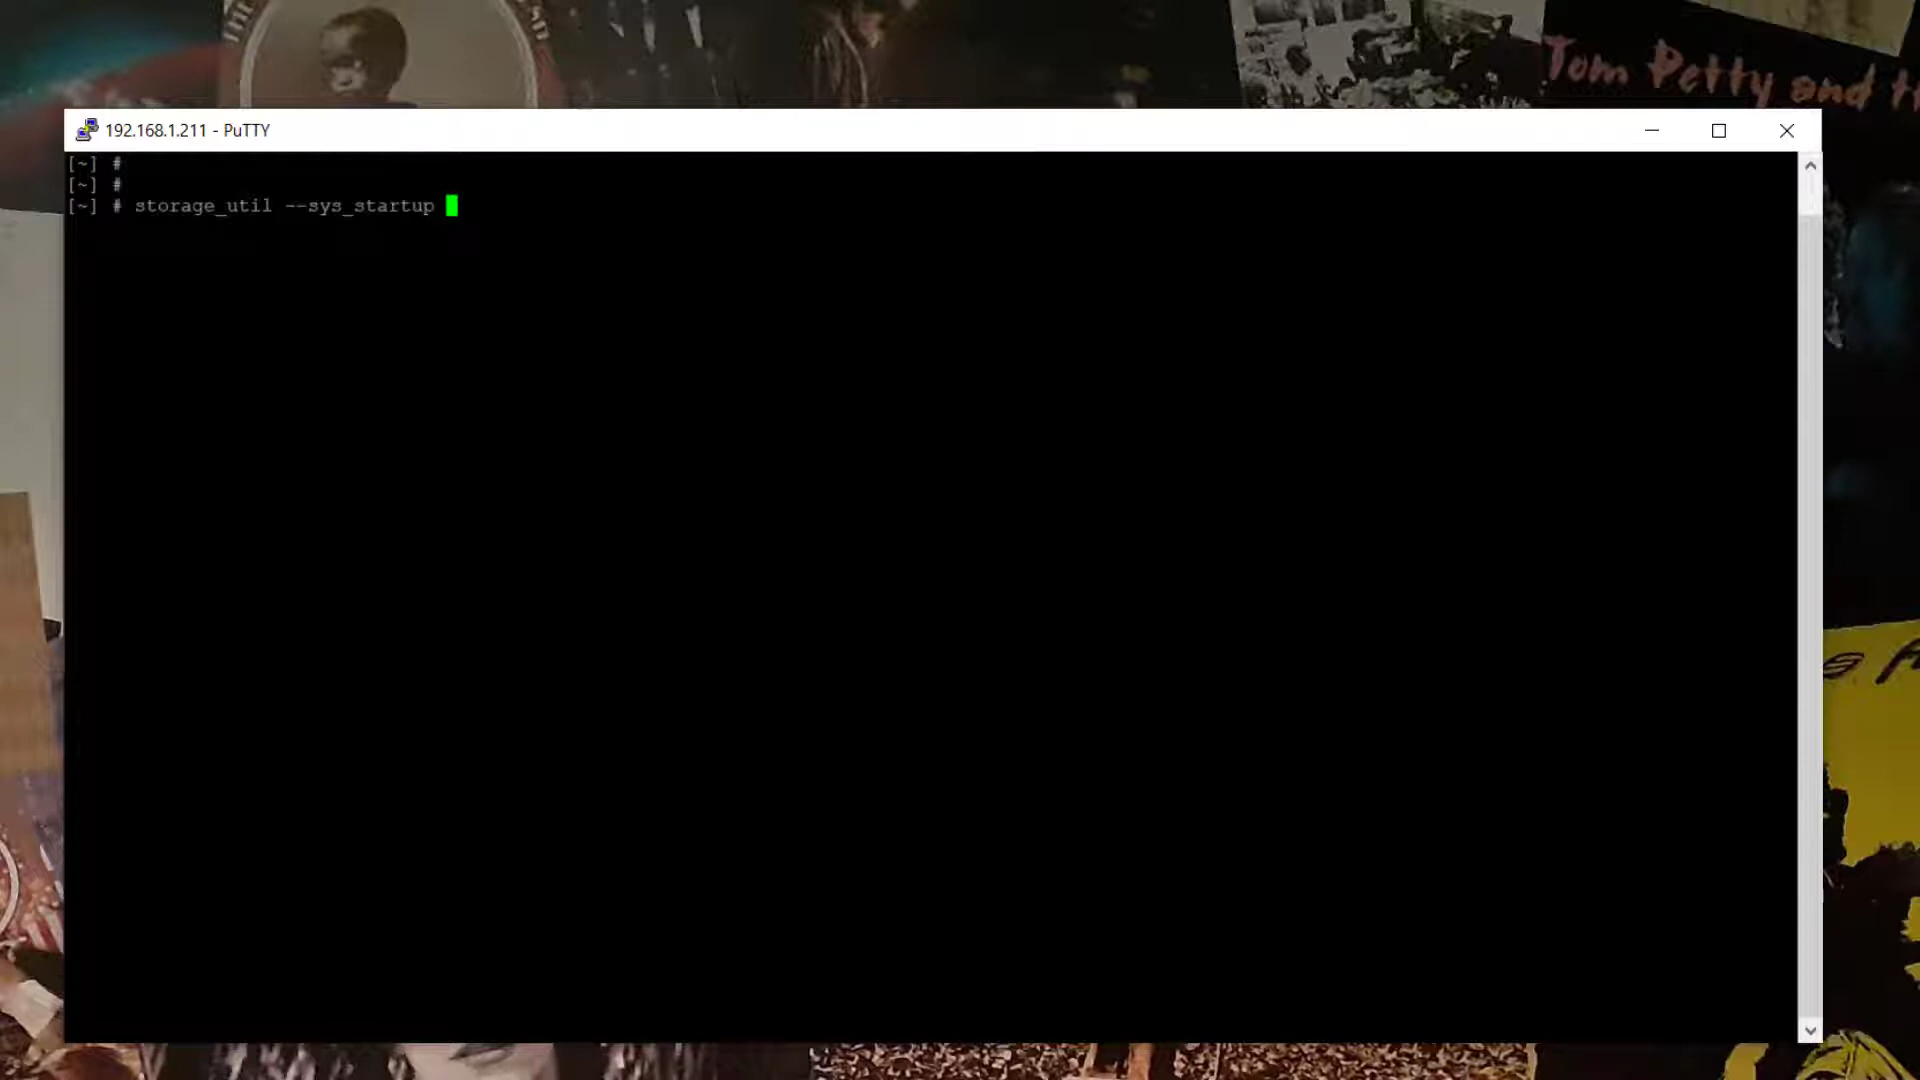 Tom Petty and
192.168.1.211 - PuTTY
[~] #
[~] #
[~] # storage_util --sys_startup